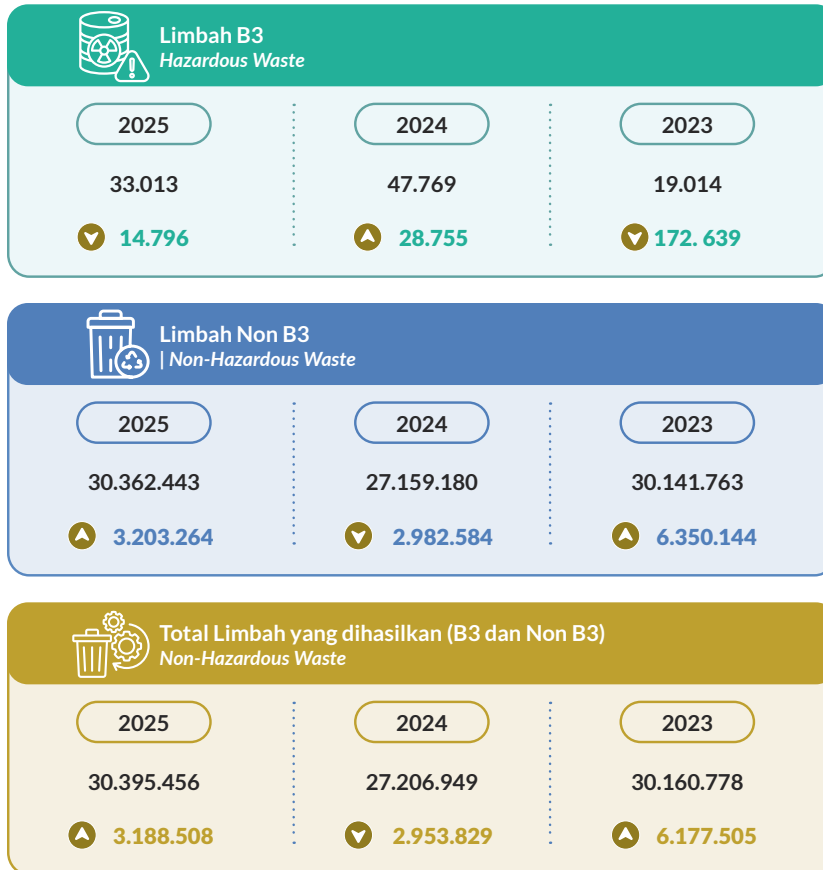 Limbah B3
Hazardous Waste
2025 2024 2023
33.013 47.769 19.014
14.796 28.755 172. 639
Limbah Non B3
| Non-Hazardous Waste
2025 2024 2023
30.362.443 27.159.180 30.141.763
3.203.264 2.982.584 6.350.144
Total Limbah yang dihasilkan (B3 dan Non B3)
Non-Hazardous Waste
2025 2024 2023
30.395.456 27.206.949 30.160.778
3.188.508 2.953.829 6.177.505